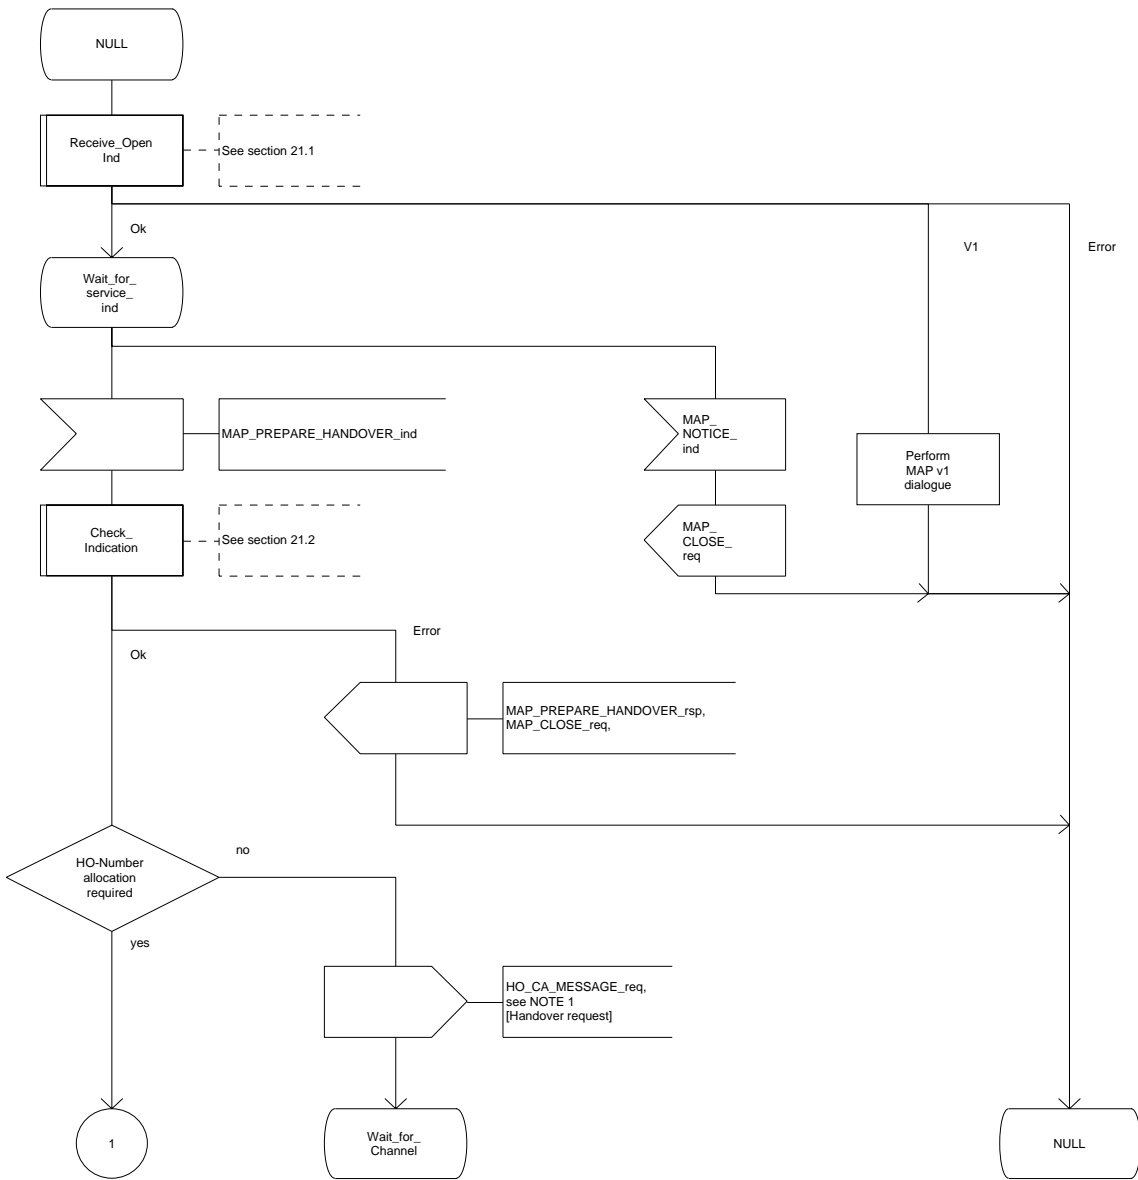 NULL
Receive_Open
Ind
See section 21.1
Ok
V1
Error
Wait_for_
service_
ind
MAP_PREPARE_HANDOVER_ind
MAP_
NOTICE_
ind
Perform
MAP v1
dialogue
Check_
Indication
See section 21.2
MAP_
CLOSE_
req
Error
Ok
MAP_PREPARE_HANDOVER_rsp,
MAP_CLOSE_req,
HO-Number
allocation
required
no
yes
HO_CA_MESSAGE_req,
see NOTE 1
[Handover request]
1
Wait_for_
Channel
NULL